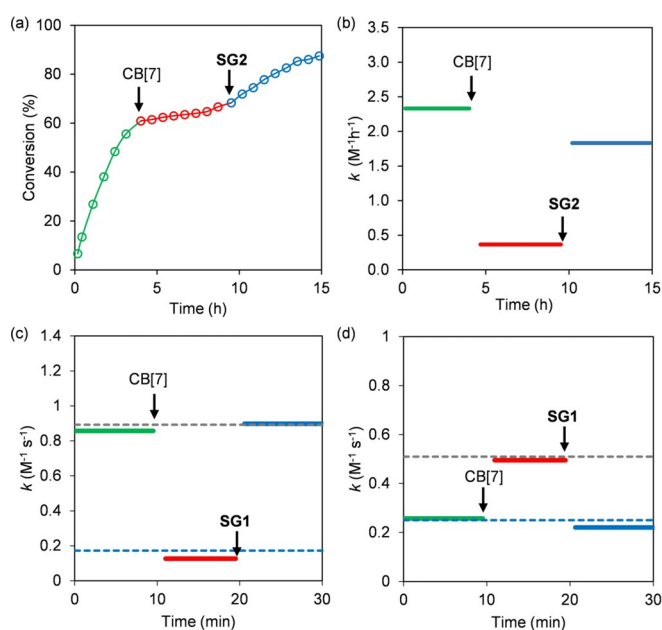 (a)
100
80
60
40
20
0
Conversion (%)
CB[7]
SG2
0 5 10 15
Time (h)
(b)
3.5
3.0
2.5
2.0
1.5
1.0
0.5
0.0
k (M⁻¹h⁻¹)
CB[7]
SG2
0 5 10 15
Time (h)
(c)
1.4
1.2
1
0.8
0.6
0.4
0.2
0
k (M⁻¹ s⁻¹)
CB[7]
SG1
0 10 20 30
Time (min)
(d)
1
0.8
0.6
0.4
0.2
0
k (M⁻¹ s⁻¹)
SG1
CB[7]
0 10 20 30
Time (min)